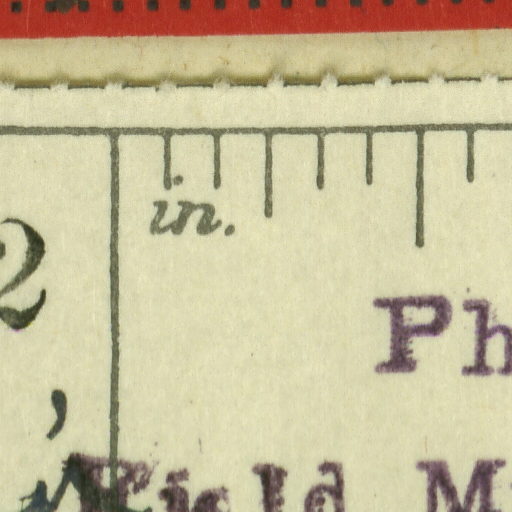 in.
2
Ph
,
Field M